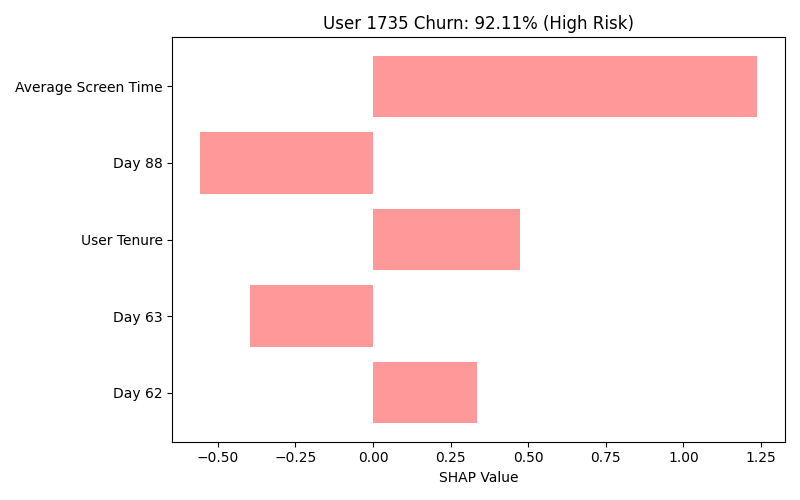 User 1735 Churn: 92.11% (High Risk)
Average Screen Time
Day 88
User Tenure
Day 63
Day 62
−0.50 −0.25 0.00 0.25 0.50 0.75 1.00 1.25
SHAP Value